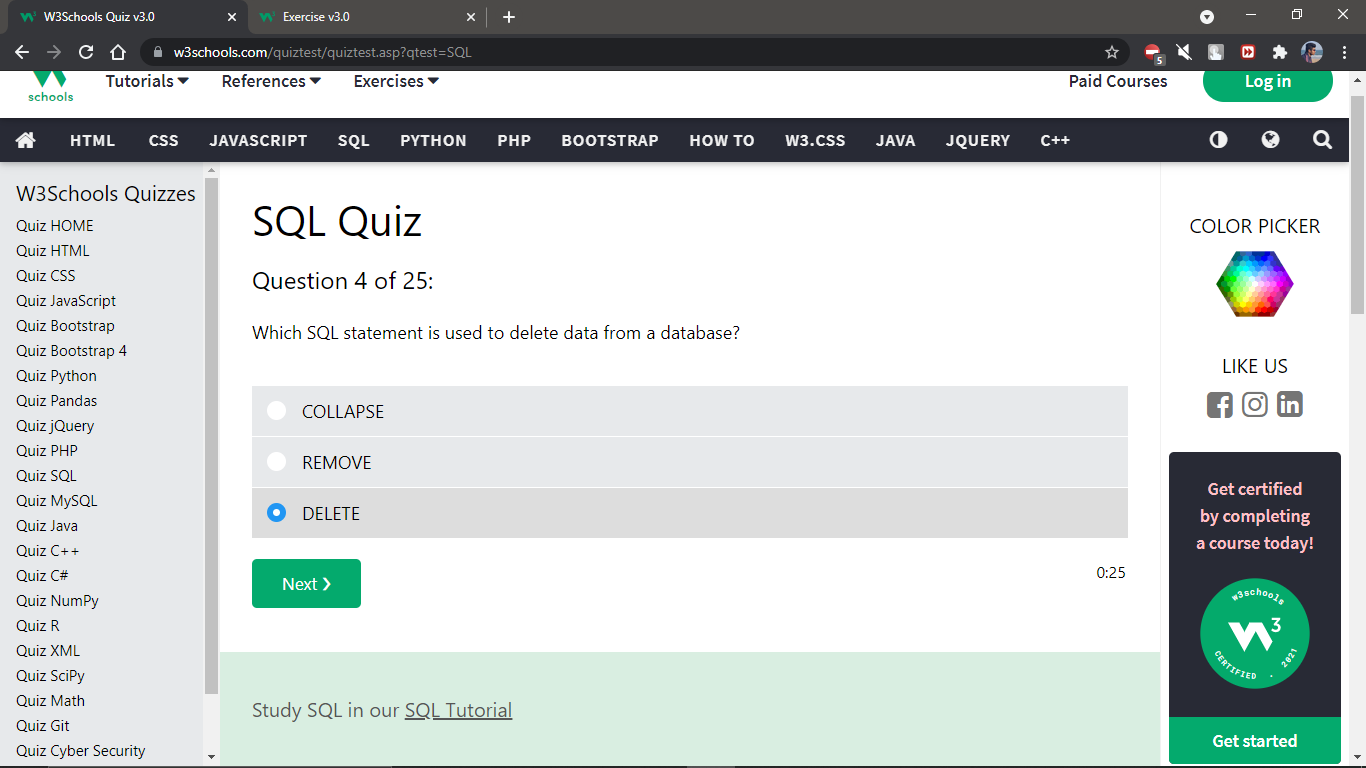 W3Schools Quiz v3.0
Exercise v3.0
w3schools.com/quiztest/quiztest.asp?qtest=SQL
5
schools
Tutorials
References
Exercises
Paid Courses
Log in
HTML
CSS
JAVASCRIPT
SQL
PYTHON
PHP
BOOTSTRAP
HOW TO
W3.CSS
JAVA
JQUERY
C++
W3Schools Quizzes
Quiz HOME
Quiz HTML
Quiz CSS
Quiz JavaScript
Quiz Bootstrap
Quiz Bootstrap 4
Quiz Python
Quiz Pandas
Quiz jQuery
Quiz PHP
Quiz SQL
Quiz MySQL
Quiz Java
Quiz C++
Quiz C#
Quiz NumPy
Quiz R
Quiz XML
Quiz SciPy
Quiz Math
Quiz Git
Quiz Cyber Security
SQL Quiz
Question 4 of 25:
Which SQL statement is used to delete data from a database?
COLLAPSE
REMOVE
DELETE
Next ❯
0:25
Study SQL in our SQL Tutorial
COLOR PICKER
LIKE US
Get certified
by completing
a course today!
w3schools
3
CERTIFIED . 2021
Get started